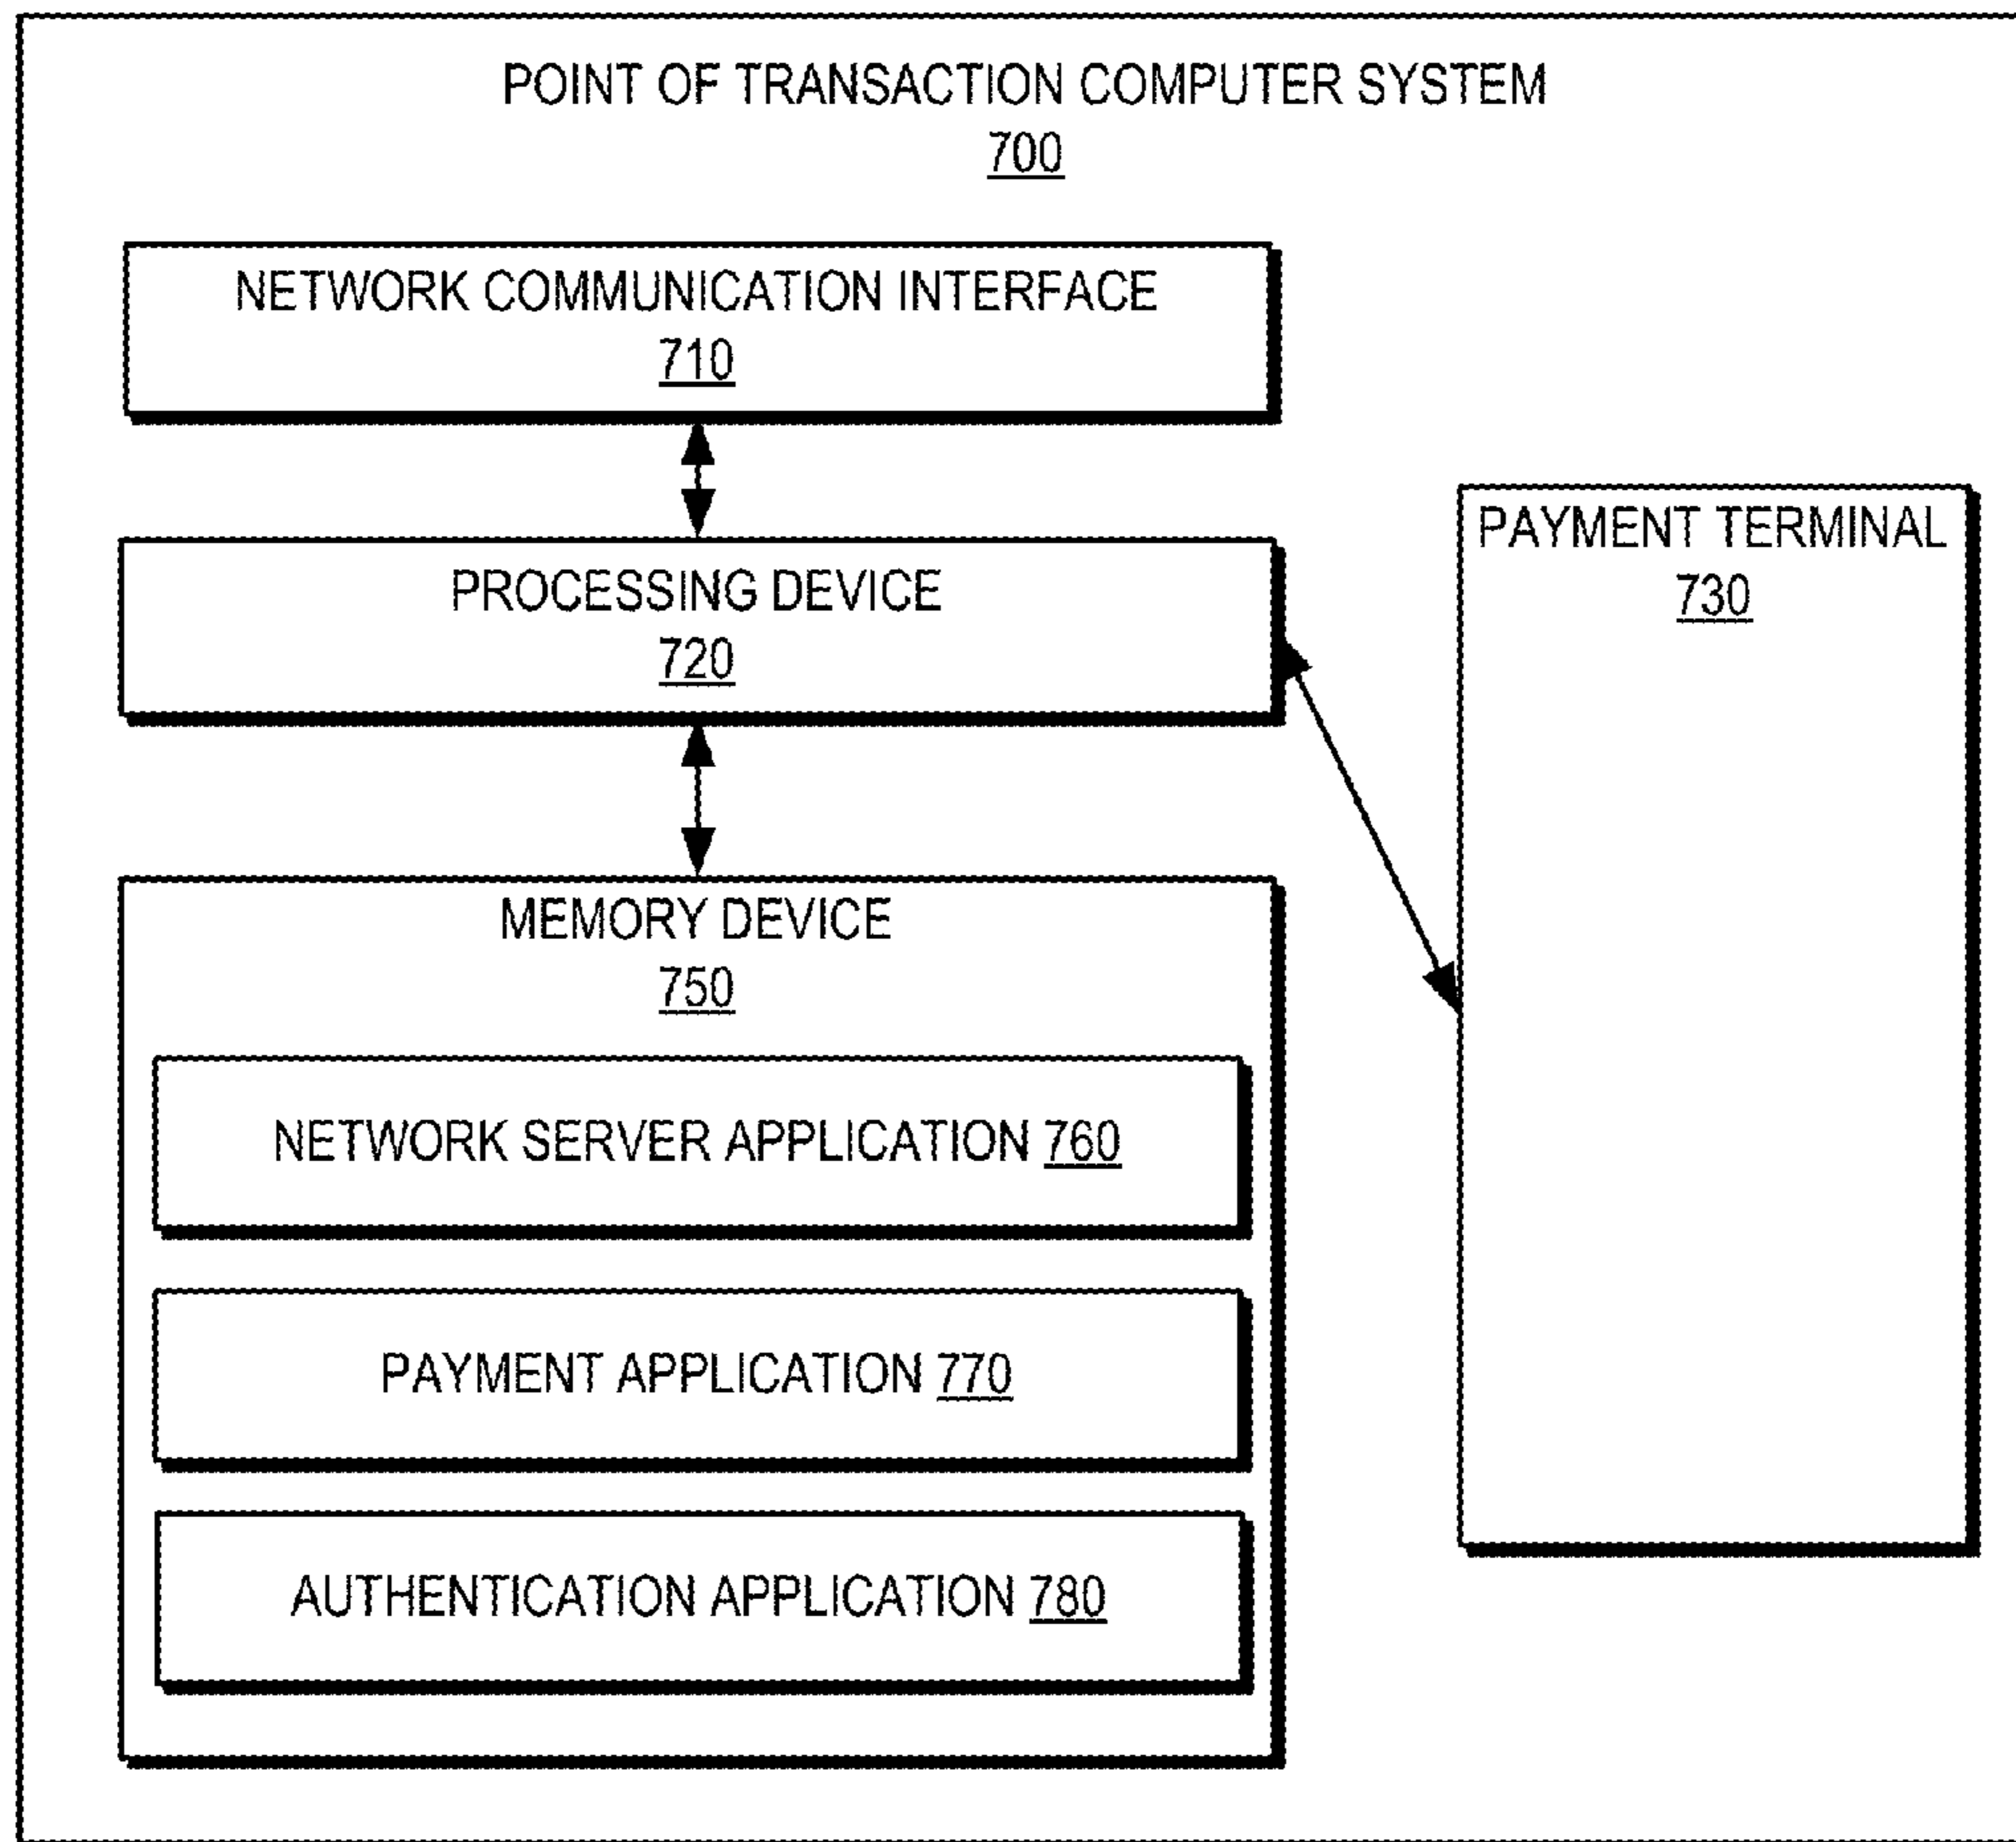 POINT OF TRANSACTION COMPUTER SYSTEM
700
NETWORK COMMUNICATION INTERFACE
710
PROCESSING DEVICE
720
PAYMENT TERMINAL
730
MEMORY DEVICE
750
NETWORK SERVER APPLICATION 760
PAYMENT APPLICATION 770
AUTHENTICATION APPLICATION 780